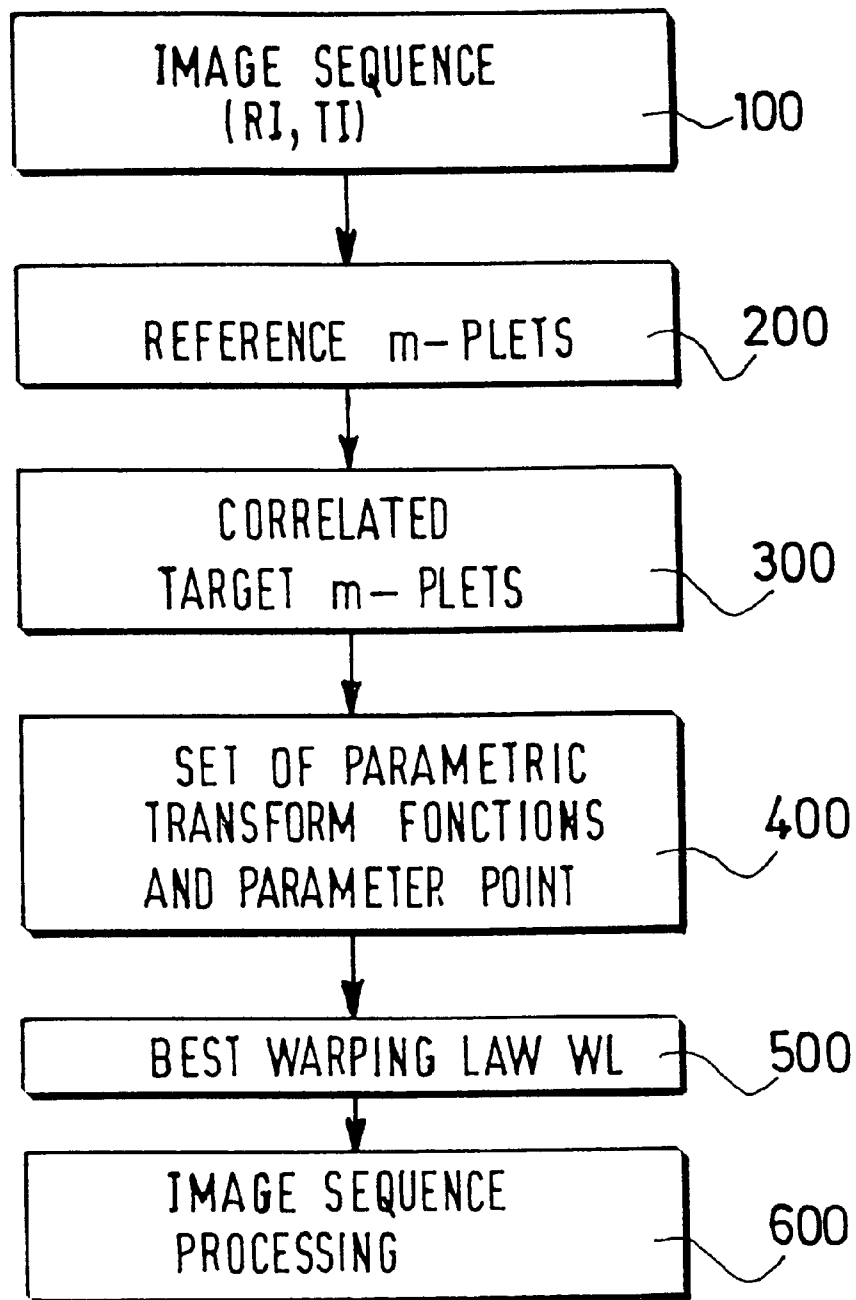 IMAGE SEQUENCE
(RI, TI)
100
REFERENCE m-PLETS
200
CORRELATED
TARGET m-PLETS
300
SET OF PARAMETRIC
TRANSFORM FONCTIONS
AND PARAMETER POINT
400
BEST WARPING LAW WL
500
IMAGE SEQUENCE
PROCESSING
600